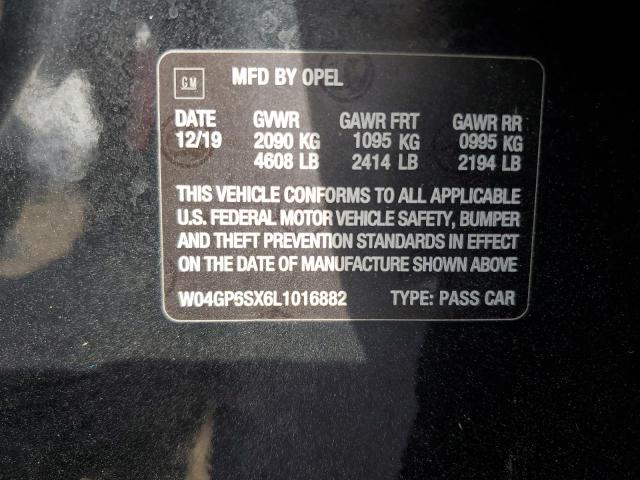 GM MFD BY OPEL
DATE GVWR GAWR FRT GAWR RR
12/19 2090 KG 1095 KG 0995 KG
4608 LB 2414 LB 2194 LB
THIS VEHICLE CONFORMS TO ALL APPLICABLE
U.S. FEDERAL MOTOR VEHICLE SAFETY, BUMPER
AND THEFT PREVENTION STANDARDS IN EFFECT
ON THE DATE OF MANUFACTURE SHOWN ABOVE
W04GP6SX6L1016882 TYPE: PASS CAR